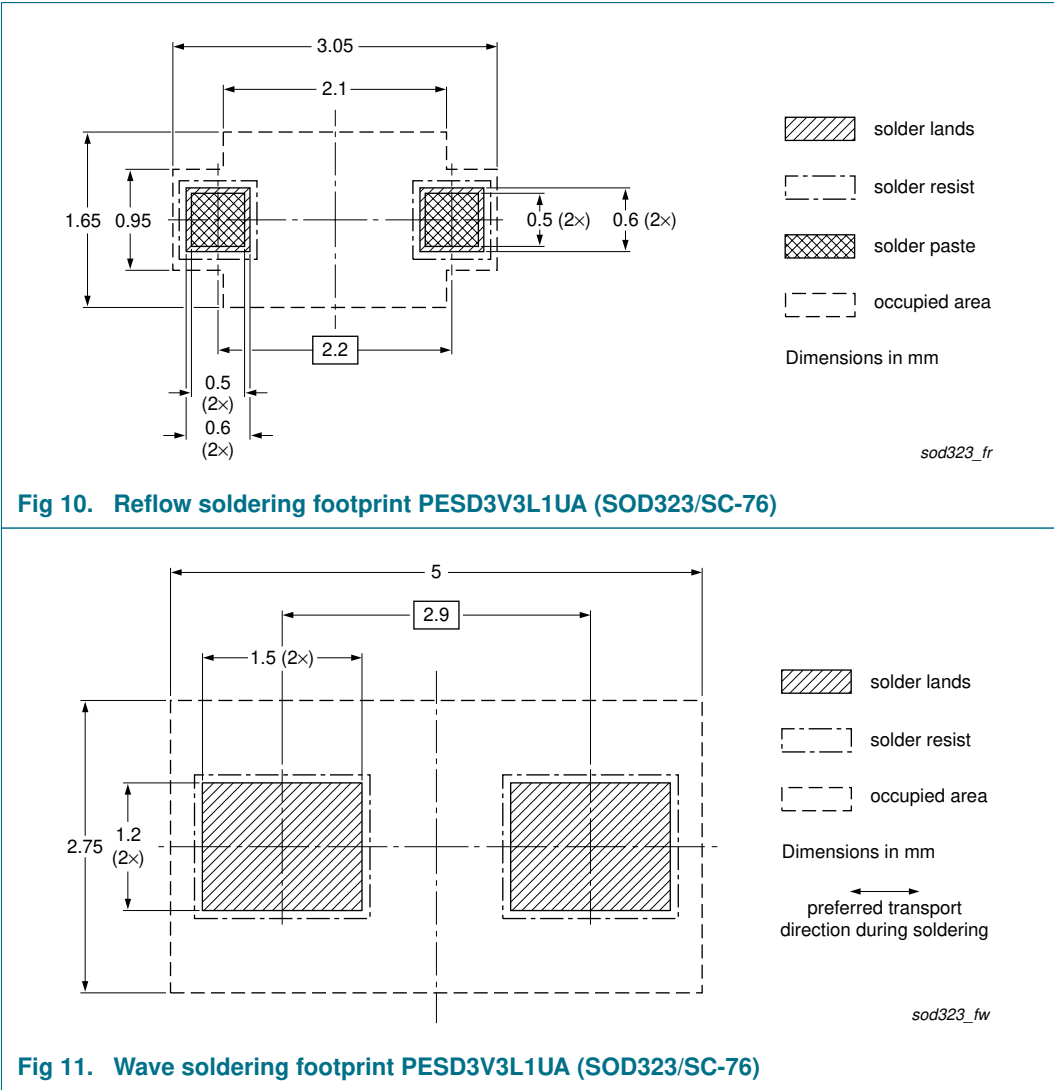 3.05
2.1
solder lands
solder resist
1.65 0.95
0.5 (2×) 0.6 (2×)
solder paste
occupied area
2.2
Dimensions in mm
0.5
(2×)
0.6
(2×)
sod323_fr
Fig 10. Reflow soldering footprint PESD3V3L1UA (SOD323/SC-76)
5
2.9
1.5 (2×)
solder lands
solder resist
occupied area
2.75
1.2
(2×)
Dimensions in mm
preferred transport
direction during soldering
sod323_fw
Fig 11. Wave soldering footprint PESD3V3L1UA (SOD323/SC-76)